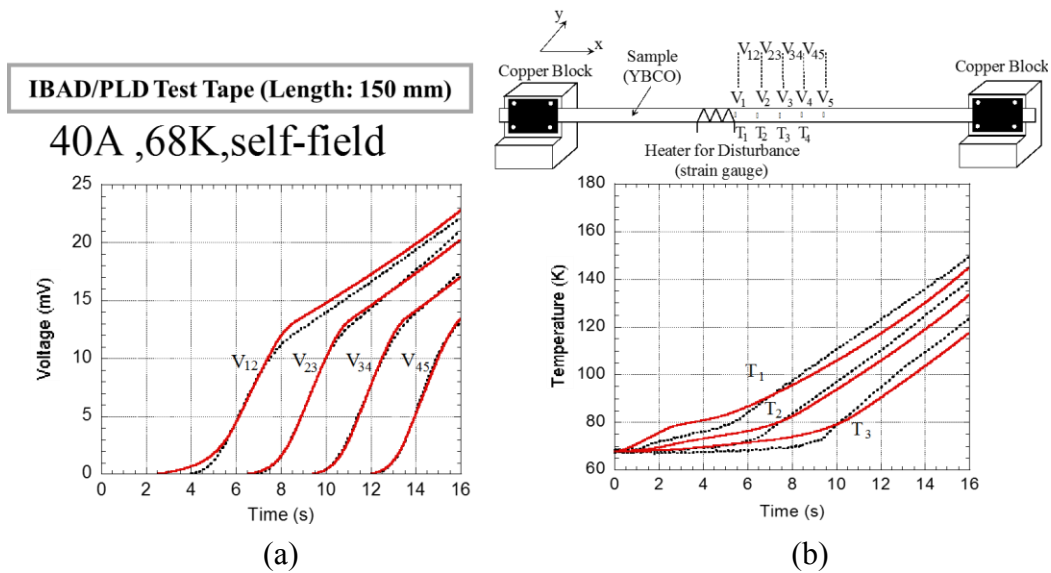 IBAD/PLD Test Tape (Length: 150 mm)
40A ,68K,self-field
y
x
Copper Block
Sample
(YBCO)
V12 V23 V34 V45
Copper Block
V1 V2 V3 V4 V5
T1 T2 T3 T4
Heater for Disturbance
(strain gauge)
25
20
15
10
5
0
Voltage (mV)
V12
V23
V34
V45
0 2 4 6 8 10 12 14 16
Time (s)
(a)
180
160
140
120
100
80
60
Temperature (K)
T1
T2
T3
0 2 4 6 8 10 12 14 16
Time (s)
(b)